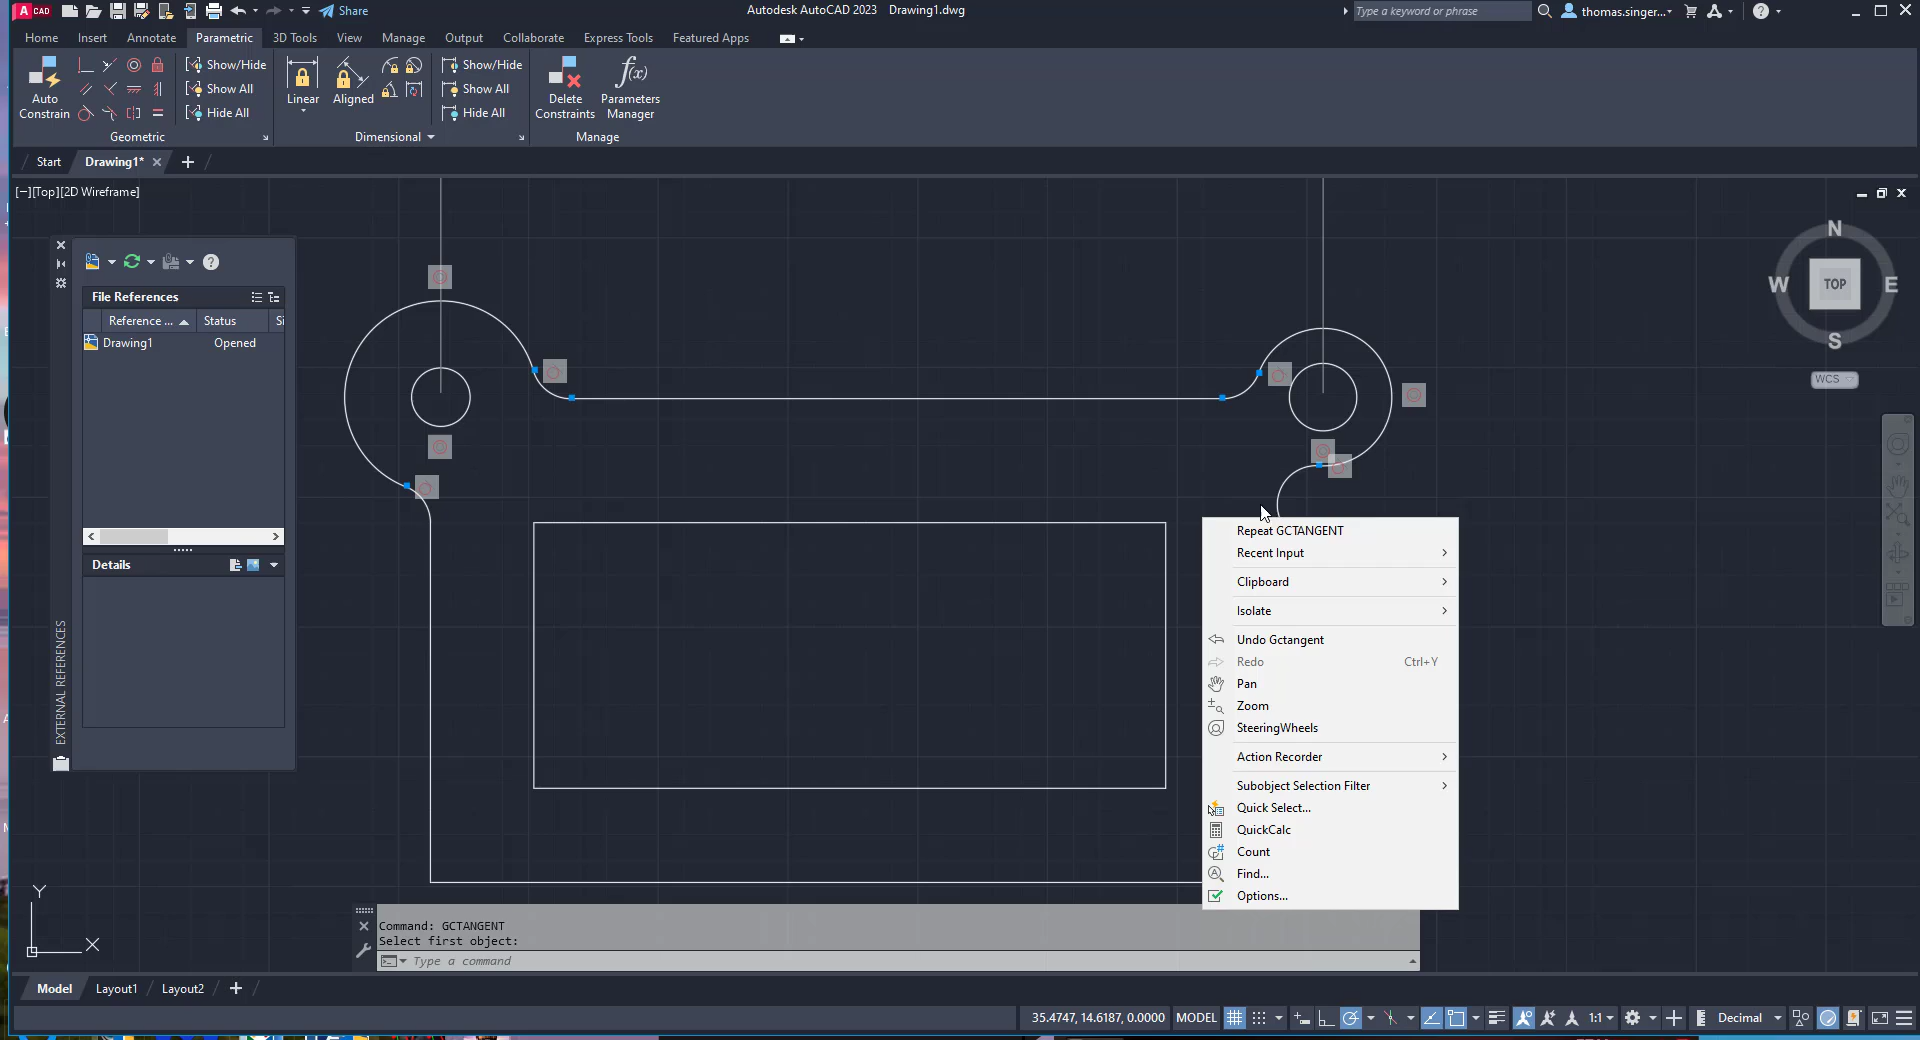 A CAD
Share
Autodesk AutoCAD 2023 Drawing1.dwg
Type a keyword or phrase
thomas.singer...
Home Insert Annotate Parametric 3D Tools View Manage Output Collaborate Express Tools Featured Apps
Auto
Constrain
Show/Hide
Show All
Hide All
Geometric
Linear
Aligned
Show/Hide
Show All
Hide All
Dimensional
Delete
Constraints
f(x)
Parameters
Manager
Manage
Start Drawing1*
[−][Top][2D Wireframe]
N
W TOP E
S
WCS
File References
Reference ... Status Si
Drawing1 Opened
Details
EXTERNAL REFERENCES
Repeat GCTANGENT
Recent Input
Clipboard
Isolate
Undo Gctangent
Redo Ctrl+Y
Pan
Zoom
SteeringWheels
Action Recorder
Subobject Selection Filter
Quick Select...
QuickCalc
Count
Find...
Options...
Y
X
Command: GCTANGENT
Select first object:
Type a command
Model Layout1 Layout2
35.4747, 14.6187, 0.0000 MODEL 1:1 Decimal